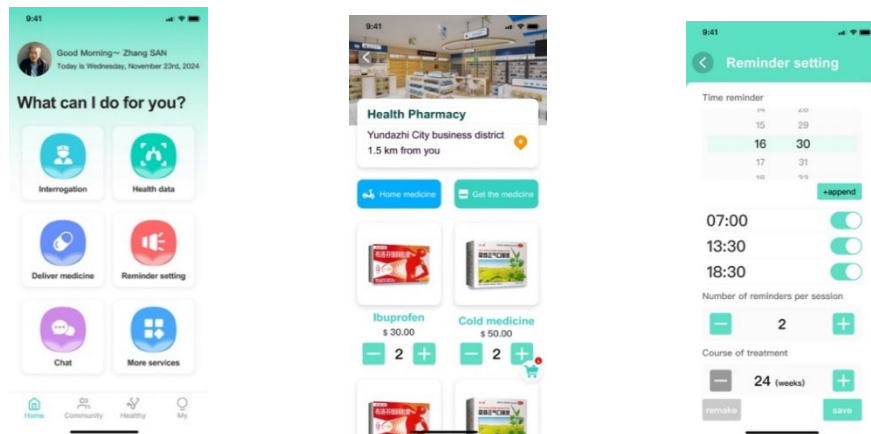 9:41
Good Morning~ Zhang SAN
Today is Wednesday, November 23rd, 2024
What can I do for you?
Interrogation
Health data
Deliver medicine
Reminder setting
Chat
More services
Home
Community
Healthy
My
9:41
Health Pharmacy
Yundazhi City business district
1.5 km from you
Home medicine
Get the medicine
Ibuprofen
Cold medicine
$ 30.00
$ 50.00
2
2
9:41
Reminder setting
Time reminder
15 29
16 30
17 31
+append
07:00
13:30
18:30
Number of reminders per session
2
Course of treatment
24 (weeks)
remake
save